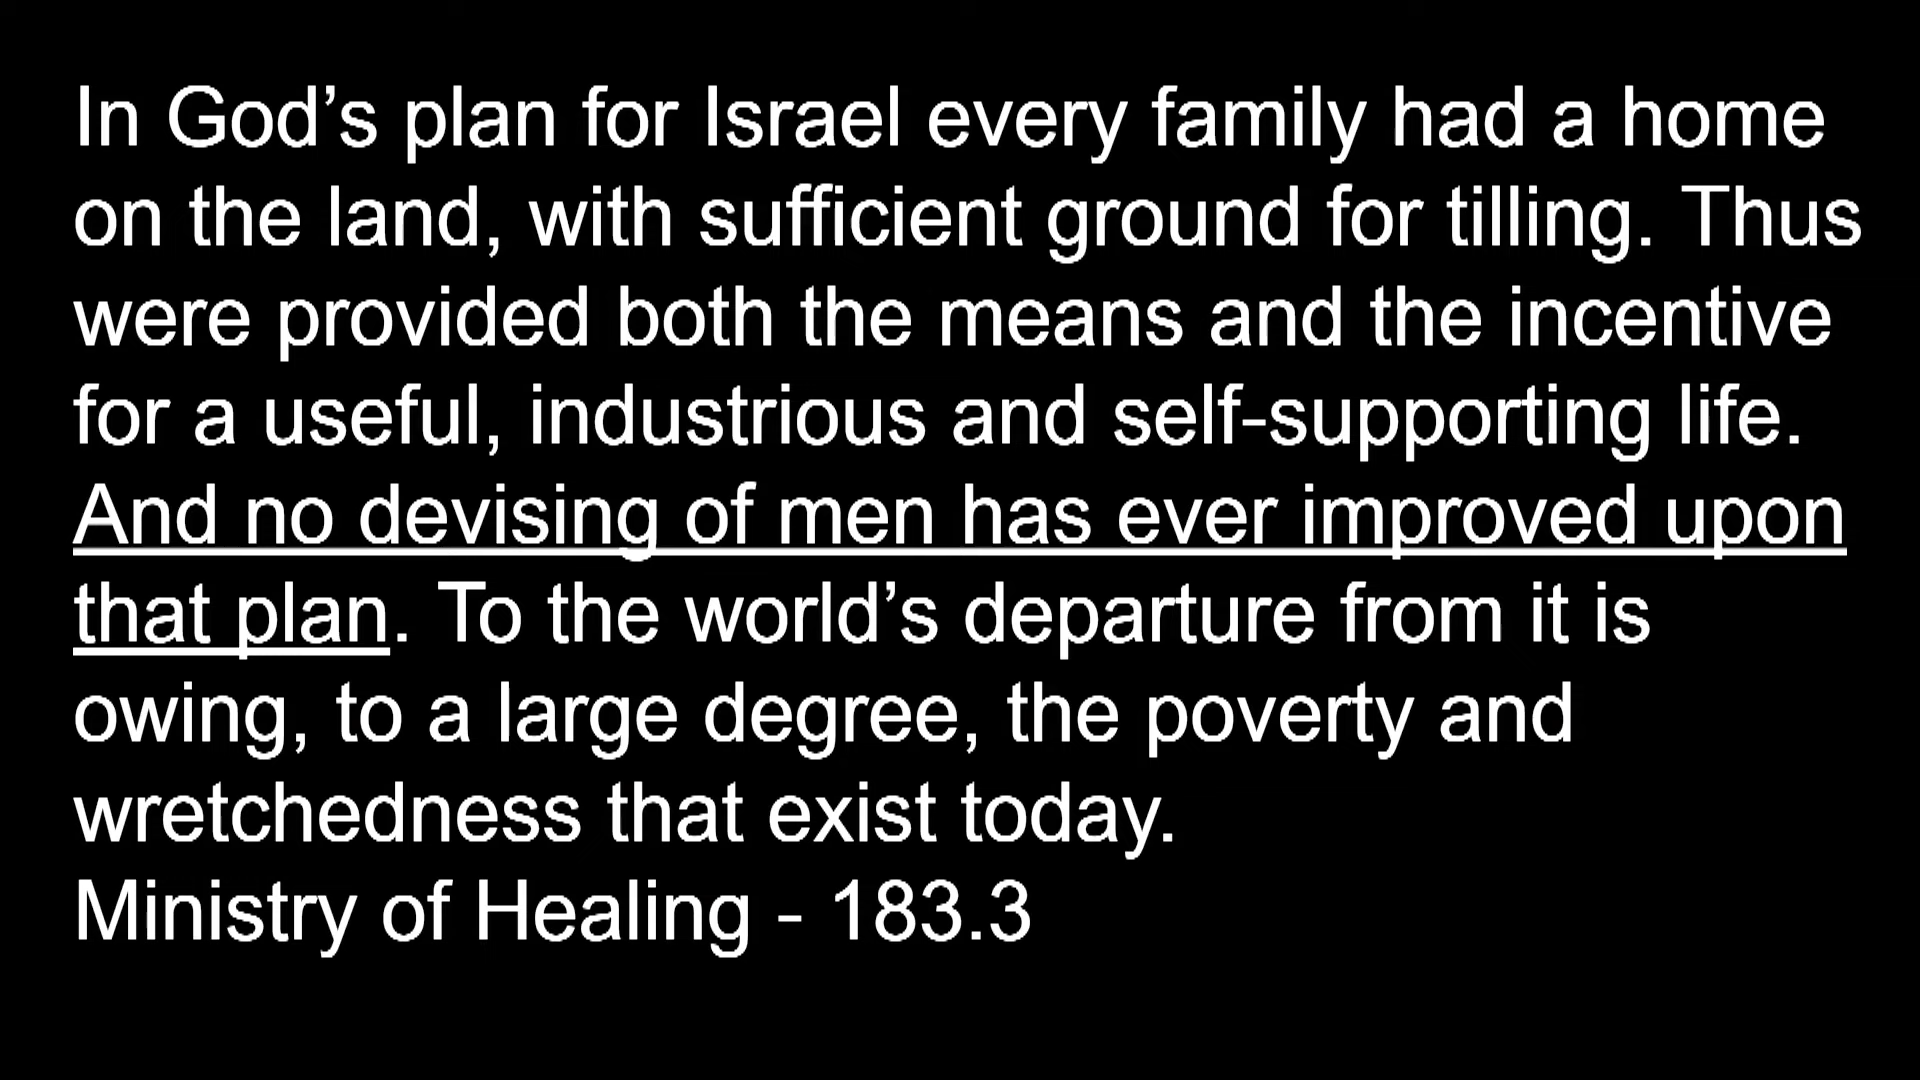 In God’s plan for Israel every family had a home
on the land, with sufficient ground for tilling. Thus
were provided both the means and the incentive
for a useful, industrious and self-supporting life.
And no devising of men has ever improved upon
that plan. To the world’s departure from it is
owing, to a large degree, the poverty and
wretchedness that exist today.
Ministry of Healing - 183.3